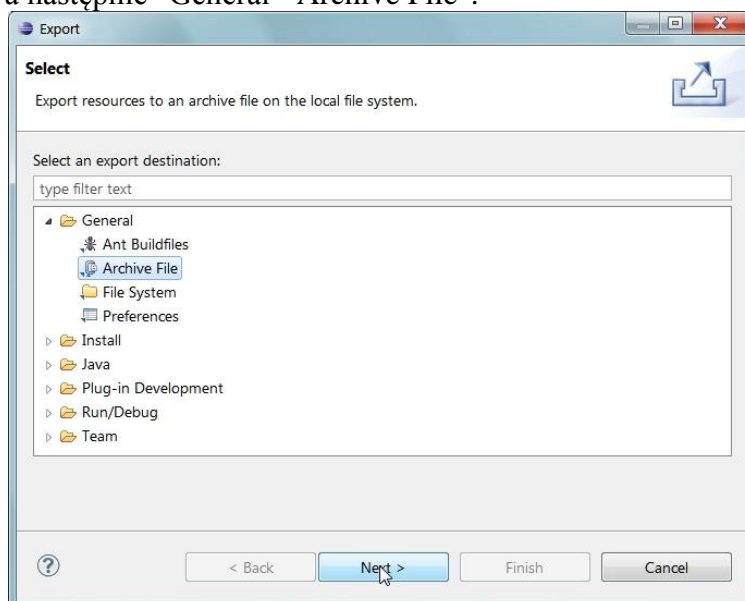 a następnie "General" "Archive File".
Export
Select
Export resources to an archive file on the local file system.
Select an export destination:
type filter text
General
Ant Buildfiles
Archive File
File System
Preferences
Install
Java
Plug-in Development
Run/Debug
Team
< Back Next > Finish Cancel